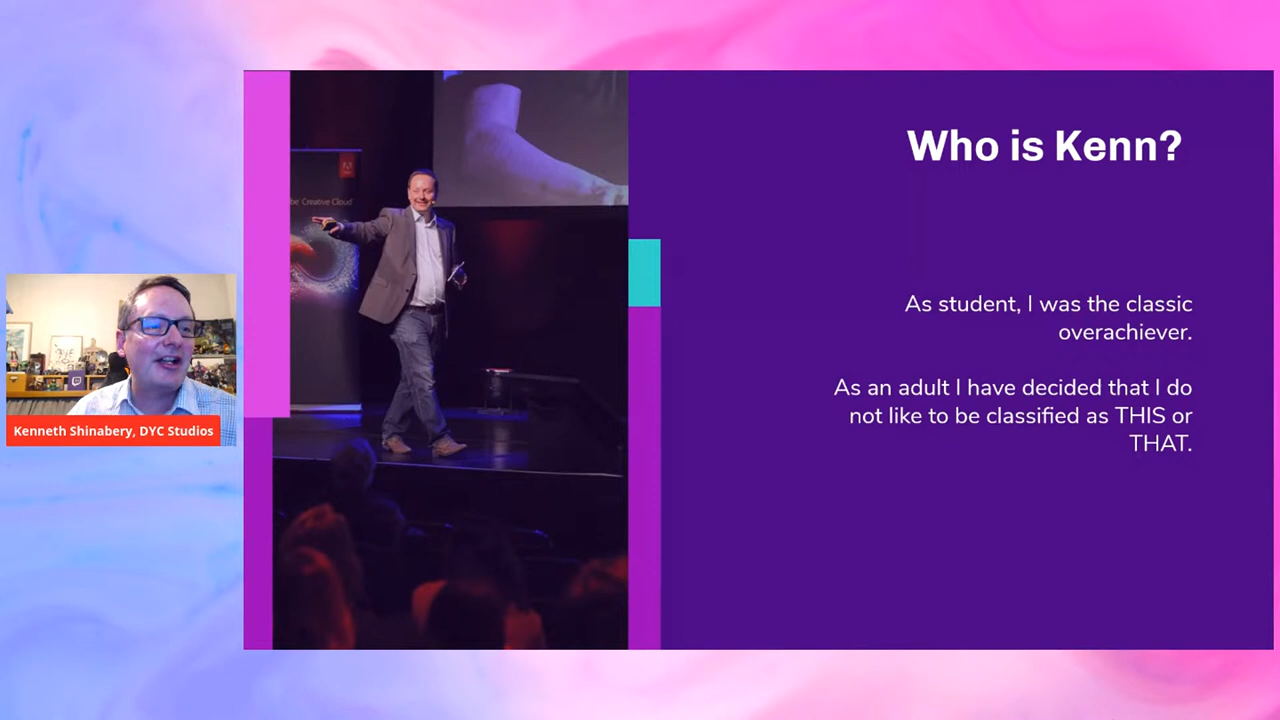 Who is Kenn?
As student, I was the classic
overachiever.
As an adult I have decided that I do
not like to be classified as THIS or
THAT.
Kenneth Shinabery, DYC Studios
Creative Cloud